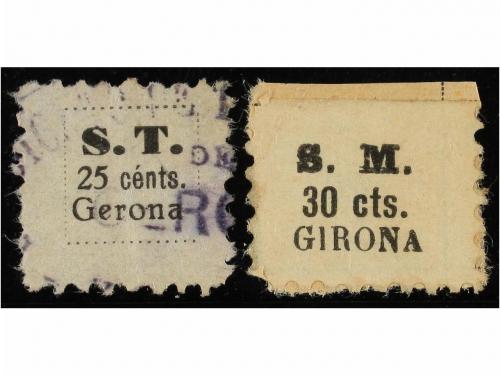 S. T.
25 cénts.
Gerona
S. M.
30 cts.
GIRONA